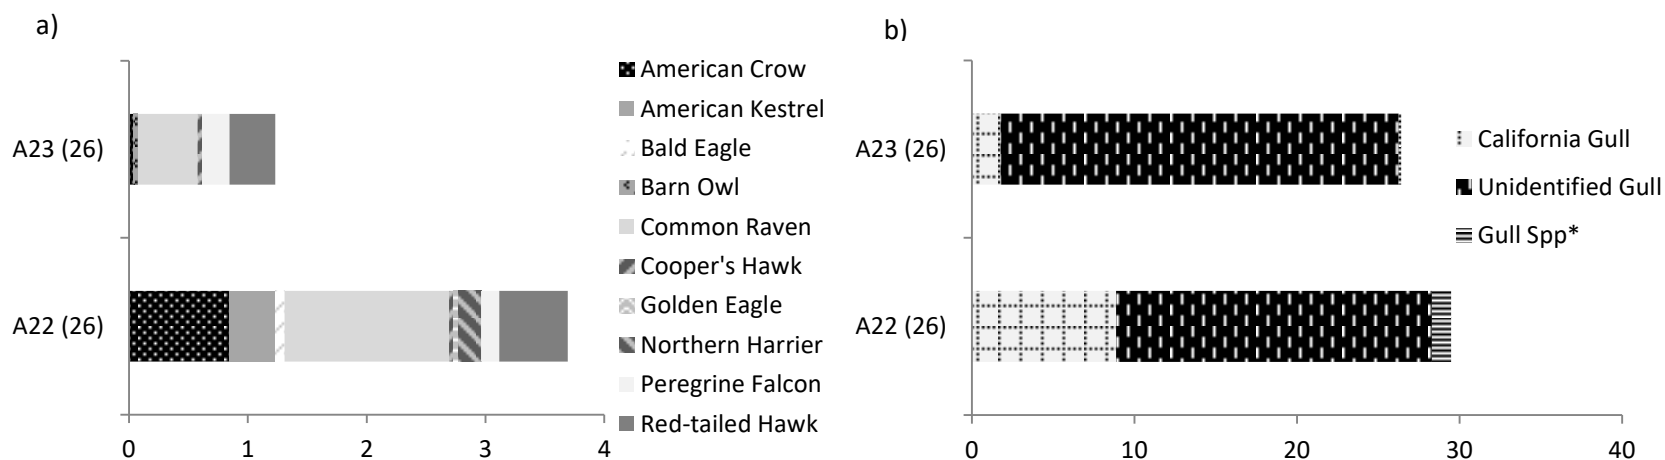 a)
A23 (26)
A22 (26)
0 1 2 3 4
American Crow
American Kestrel
Bald Eagle
Barn Owl
Common Raven
Cooper's Hawk
Golden Eagle
Northern Harrier
Peregrine Falcon
Red-tailed Hawk
b)
A23 (26)
A22 (26)
0 10 20 30 40
California Gull
Unidentified Gull
Gull Spp*